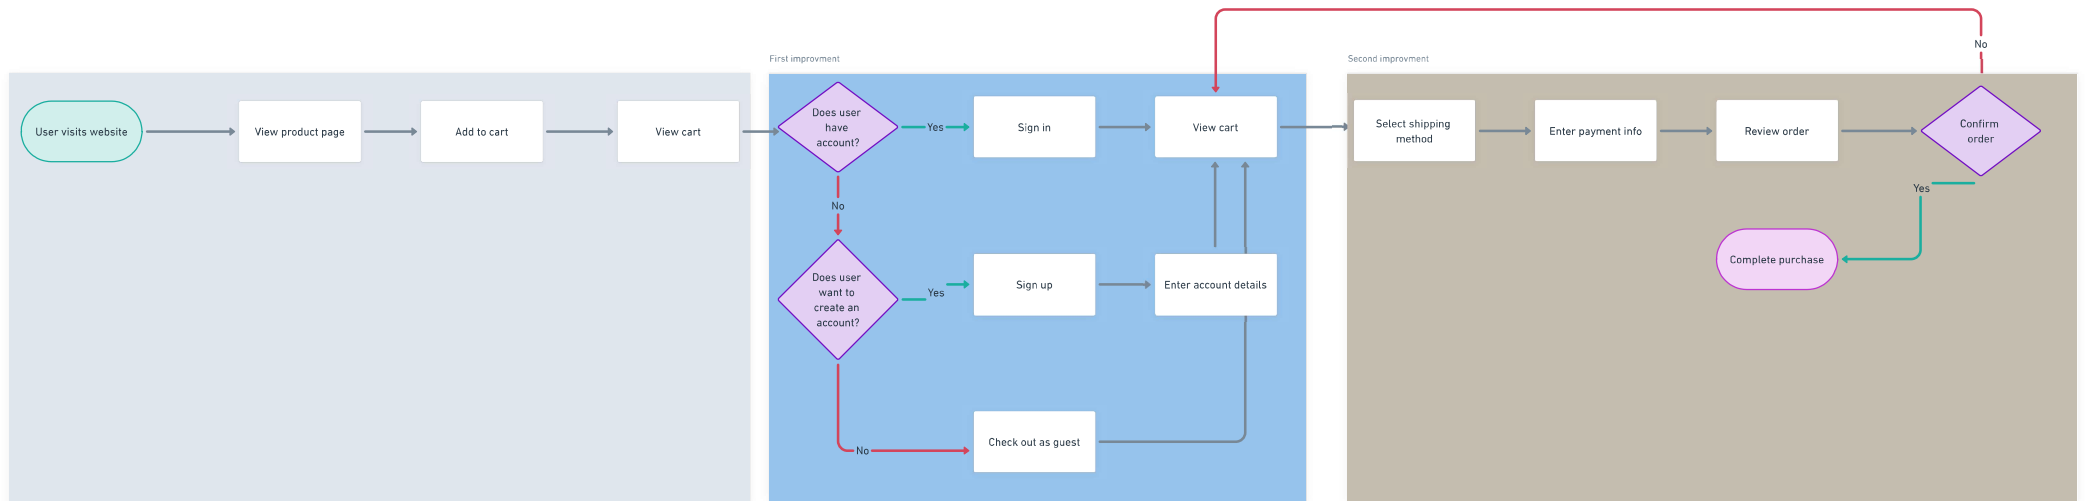 No
First improvment
Second improvment
User visits website
View product page
Add to cart
View cart
Does user
have
account?
Yes
Sign in
View cart
Select shipping
method
Enter payment info
Review order
Confirm
order
No
Yes
Does user
want to
create an
account?
Yes
Sign up
Enter account details
Complete purchase
No
Check out as guest